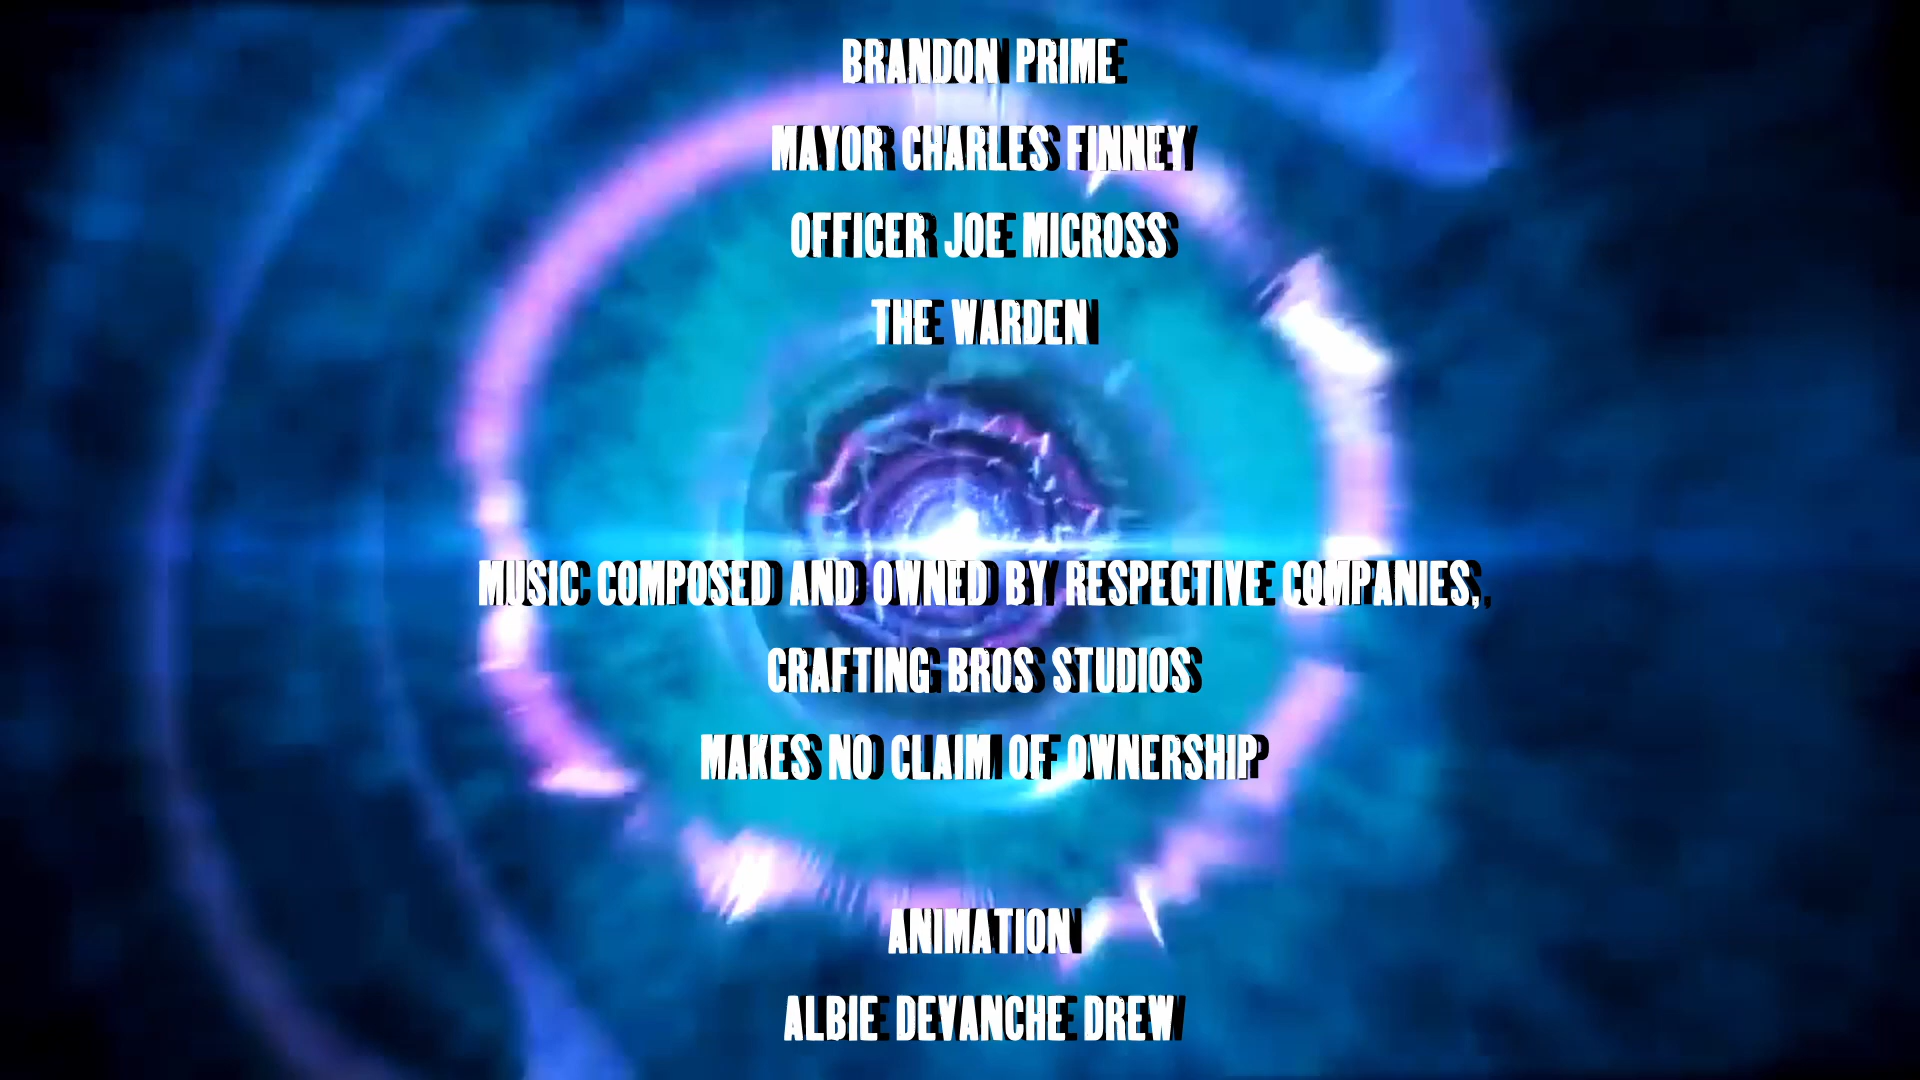 BRANDON PRIME
MAYOR CHARLES FINNEY
OFFICER JOE MICROSS
THE WARDEN
MUSIC COMPOSED AND OWNED BY RESPECTIVE COMPANIES,
CRAFTING BROS STUDIOS
MAKES NO CLAIM OF OWNERSHIP
ANIMATION
ALBIE DEVANCHE DREW